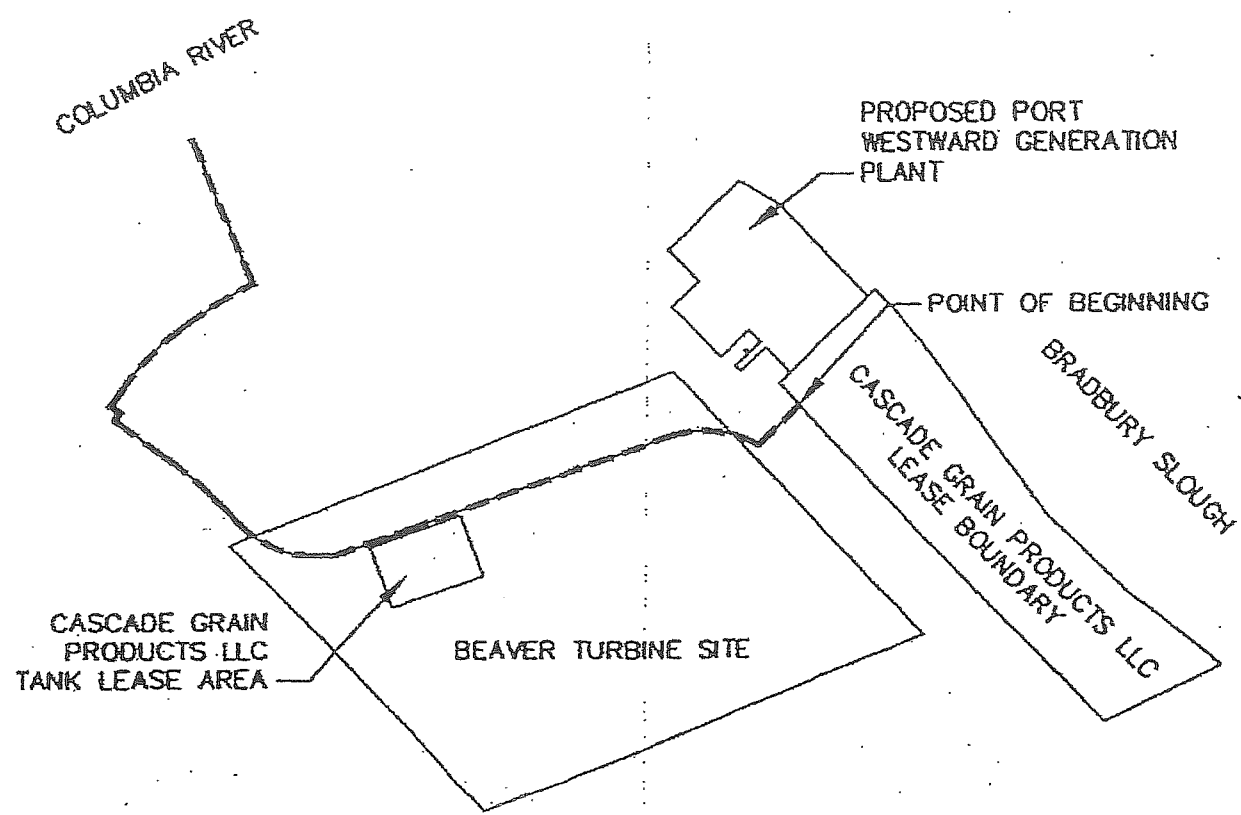 COLUMBIA RIVER
PROPOSED PORT
WESTWARD GENERATION
PLANT
POINT OF BEGINNING
BRADBURY SLOUGH
CASCADE GRAIN PRODUCTS LLC
LEASE BOUNDARY
CASCADE GRAIN
PRODUCTS LLC
TANK LEASE AREA
BEAVER TURBINE SITE